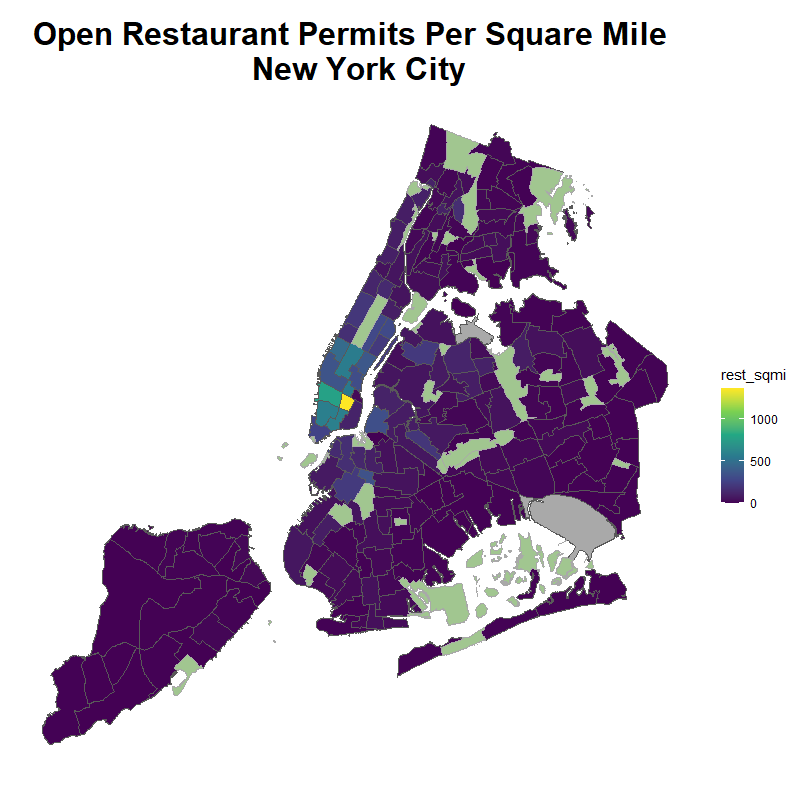 Open Restaurant Permits Per Square Mile
New York City
rest_sqmi
1000
500
0